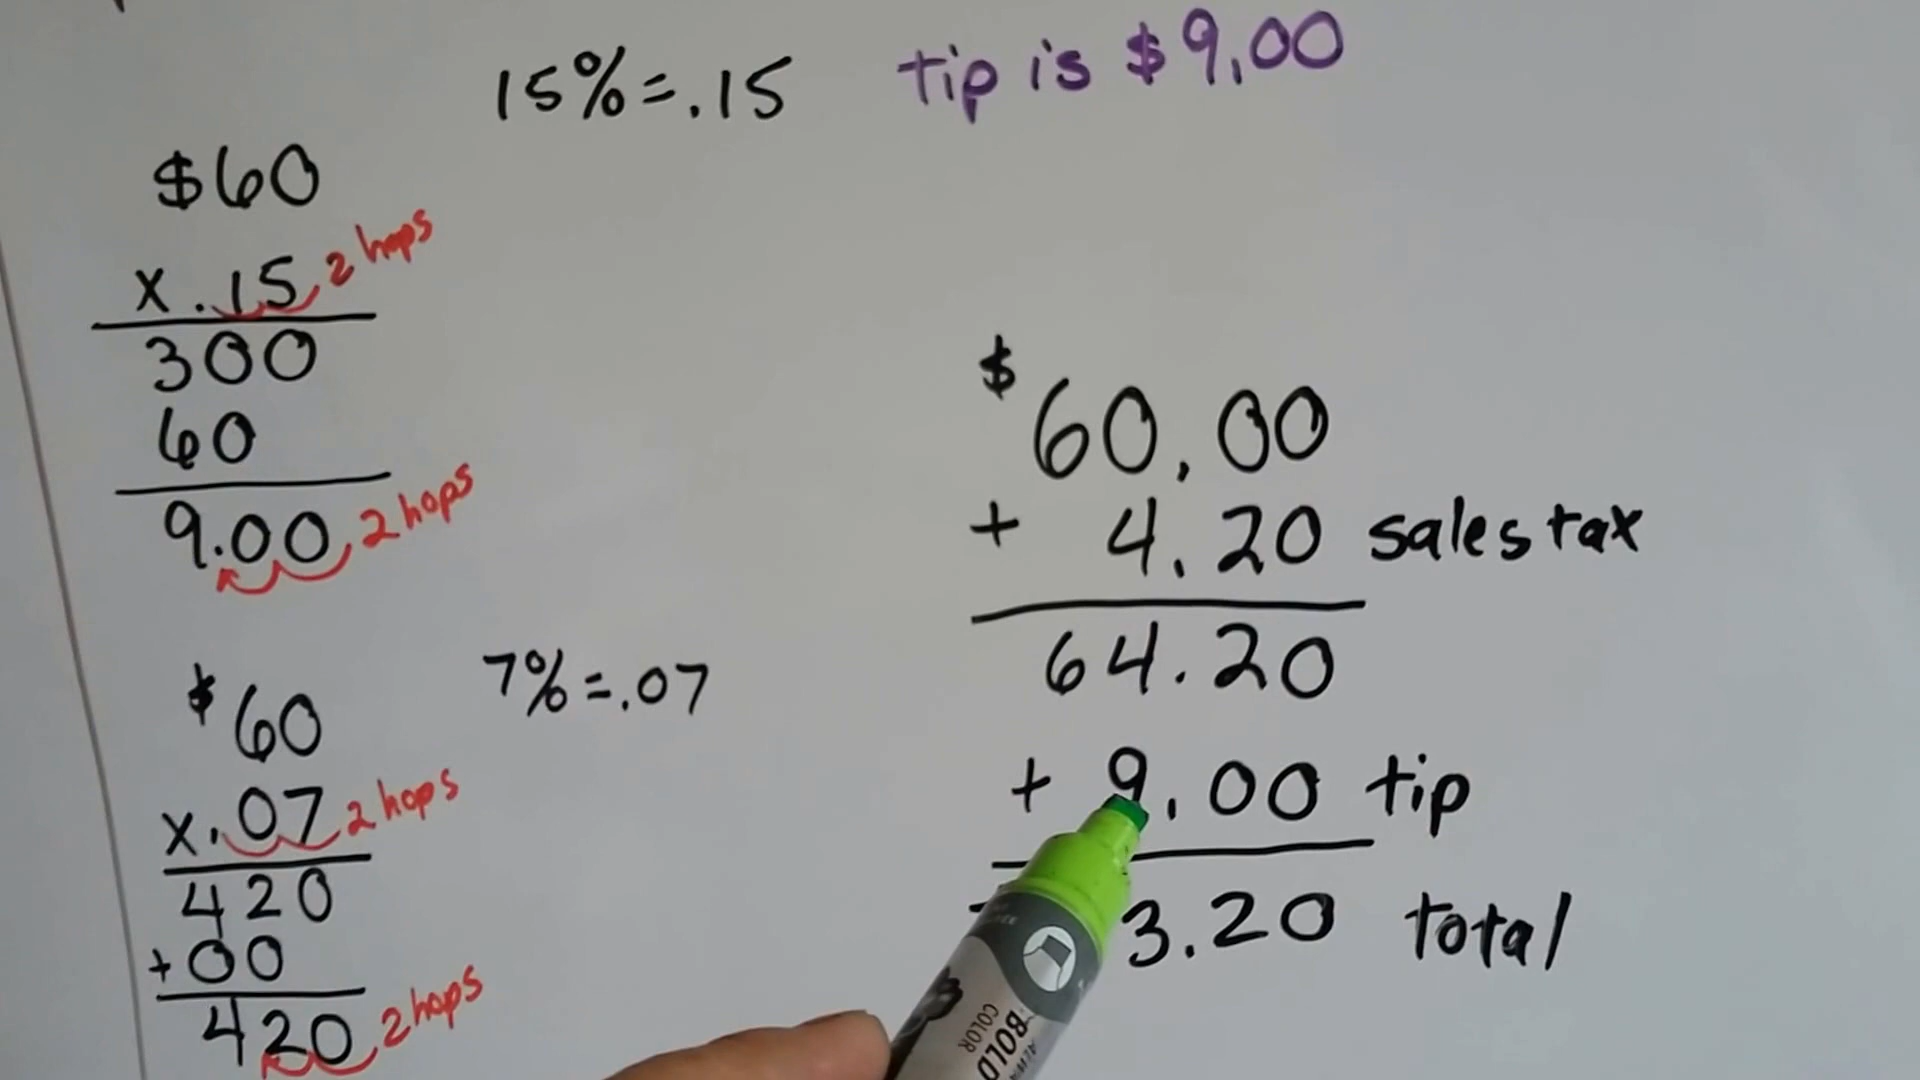 15%=.15
tip is $9.00
$60
x .15 2 hops
300
60
9.00 2 hops
$60
7%=.07
x .07 2 hops
420
+00
420 2 hops
$60.00
+ 4.20 sales tax
64.20
+ 9.00 tip
3.20 total
BOLD
COLOR